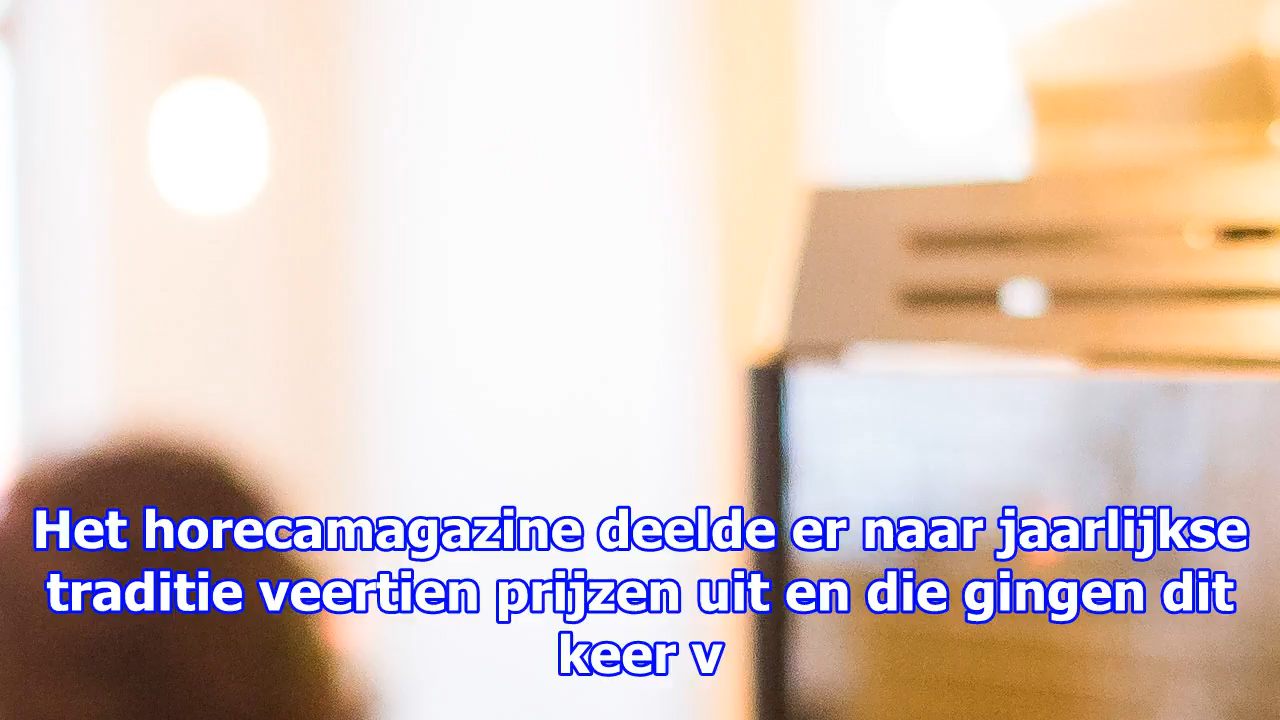 Het horecamagazine deelde er naar jaarlijkse
traditie veertien prijzen uit en die gingen dit
keer v